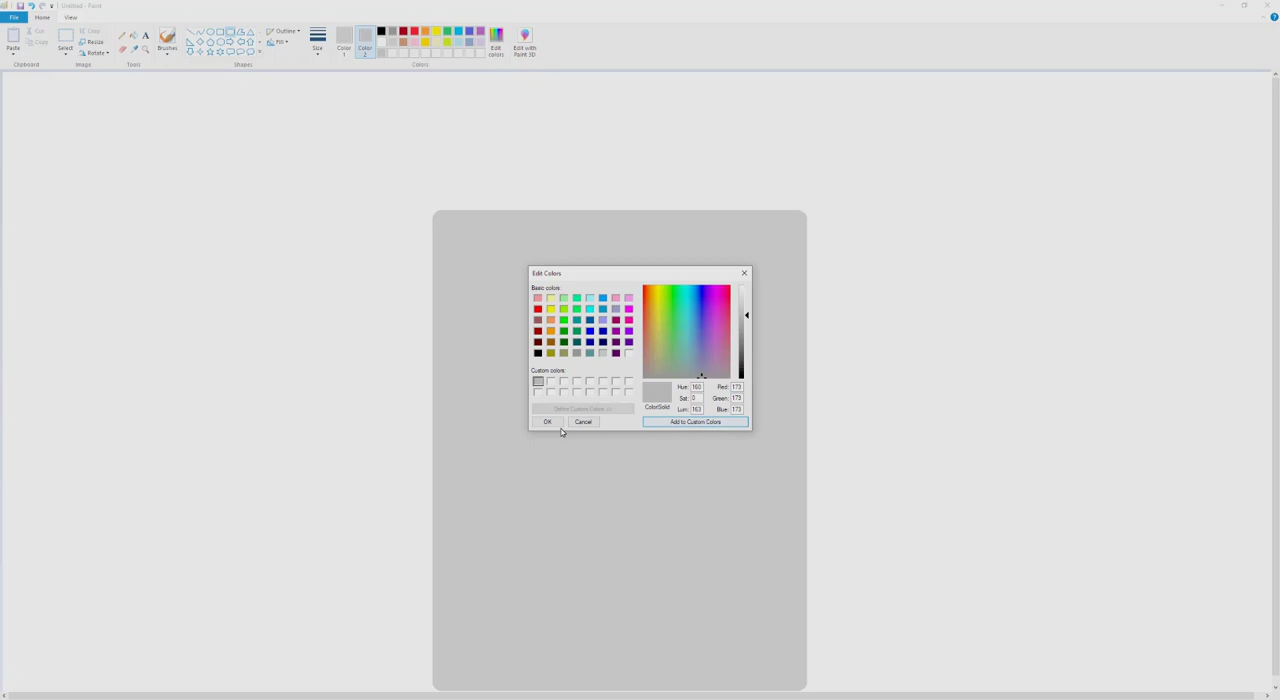 Untitled - Paint
File Home View
Paste
Cut
Copy
Clipboard
Select
Crop
Resize
Rotate
Image
Tools
Brushes
Shapes
Outline
Fill
Size
Color
1
Color
2
Colors
Edit
colors
Edit with
Paint 3D
Edit Colors
Basic colors:
Custom colors:
Define Custom Colors >>
OK Cancel
Color|Solid
Hue: 160 Red: 173
Sat: 0 Green: 173
Lum: 163 Blue: 173
Add to Custom Colors